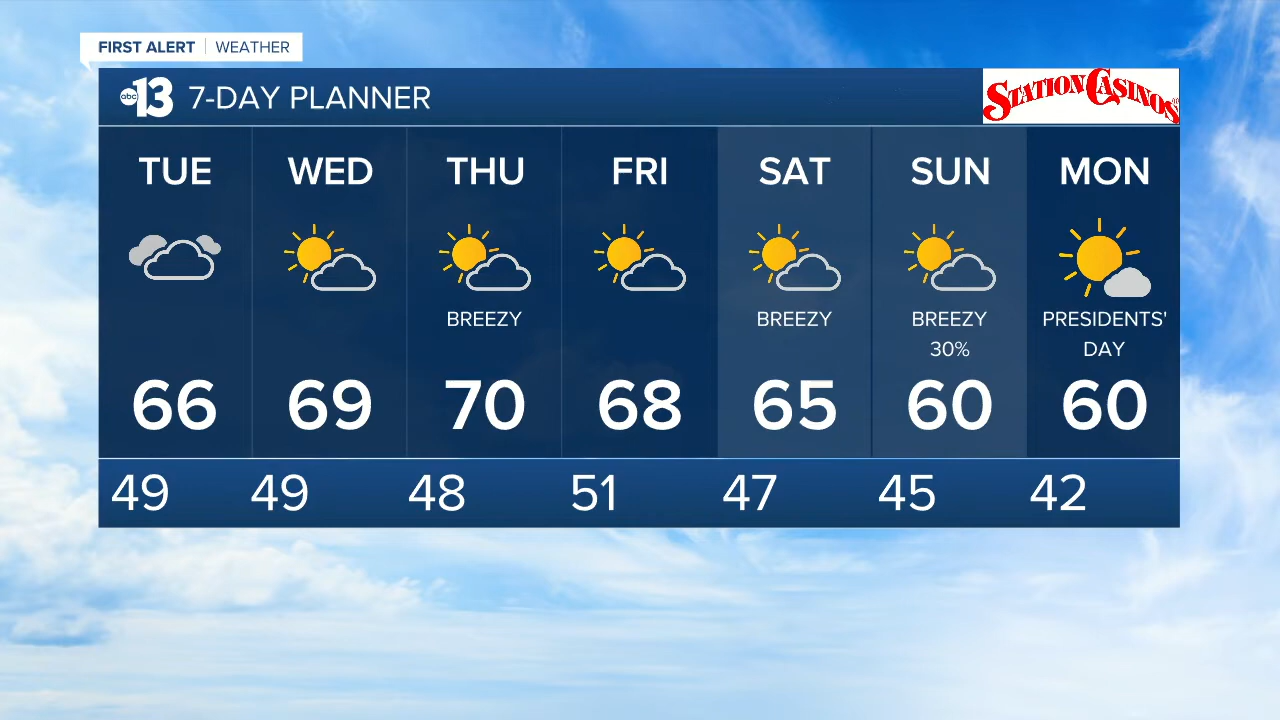 FIRST ALERT | WEATHER
abc 13 7-DAY PLANNER
STATION CASINOS
TUE WED THU FRI SAT SUN MON
BREEZY BREEZY BREEZY PRESIDENTS'
30% DAY
66 69 70 68 65 60 60
49 49 48 51 47 45 42